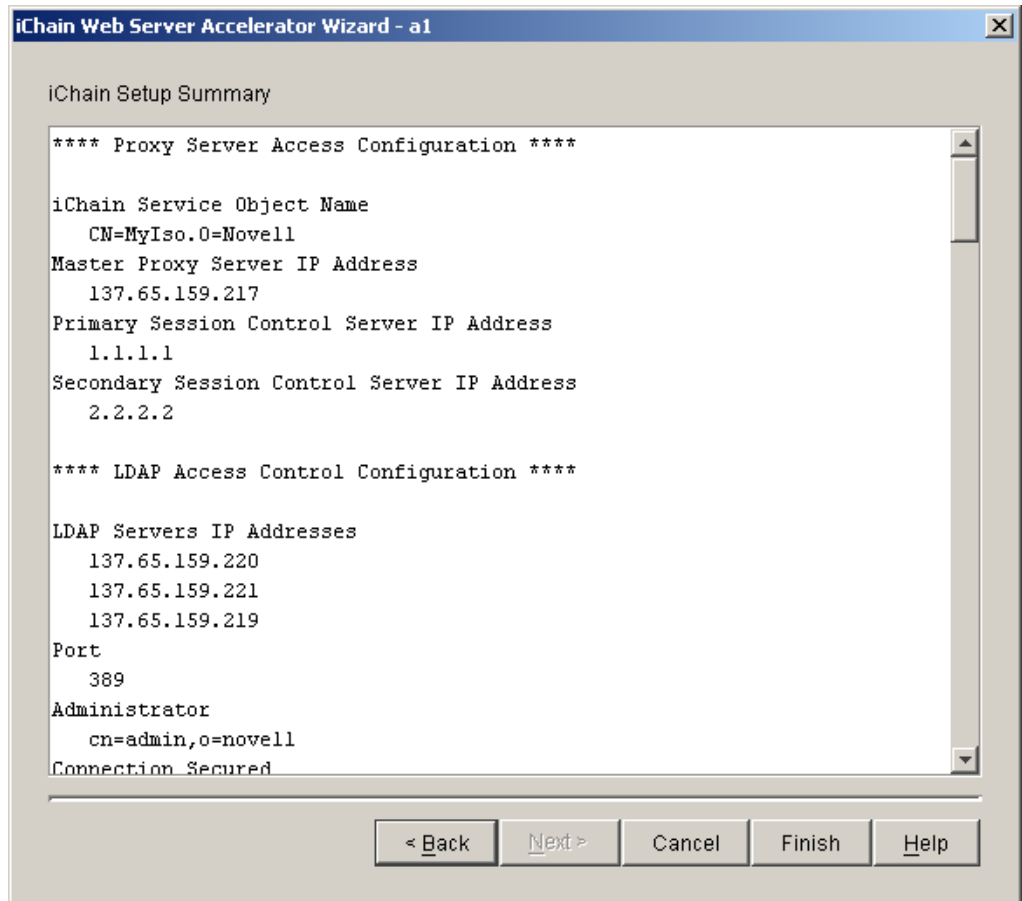 iChain Web Server Accelerator Wizard - a1
iChain Setup Summary
**** Proxy Server Access Configuration ****
iChain Service Object Name
CN=MyIso.O=Novell
Master Proxy Server IP Address
137.65.159.217
Primary Session Control Server IP Address
1.1.1.1
Secondary Session Control Server IP Address
2.2.2.2
**** LDAP Access Control Configuration ****
LDAP Servers IP Addresses
137.65.159.220
137.65.159.221
137.65.159.219
Port
389
Administrator
cn=admin,o=novell
Connection Secured
< Back Next > Cancel Finish Help